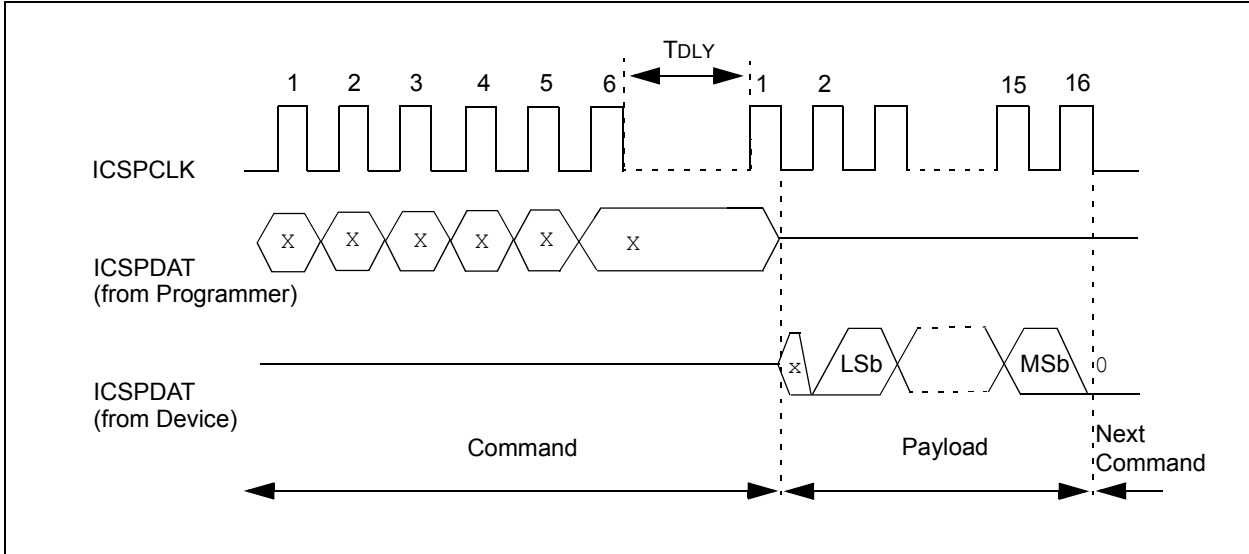 TDLY
1 2 3 4 5 6 1 2 15 16
ICSPCLK
X X X X X X
ICSPDAT
(from Programmer)
x LSb MSb 0
ICSPDAT
(from Device)
Command Payload Next
Command